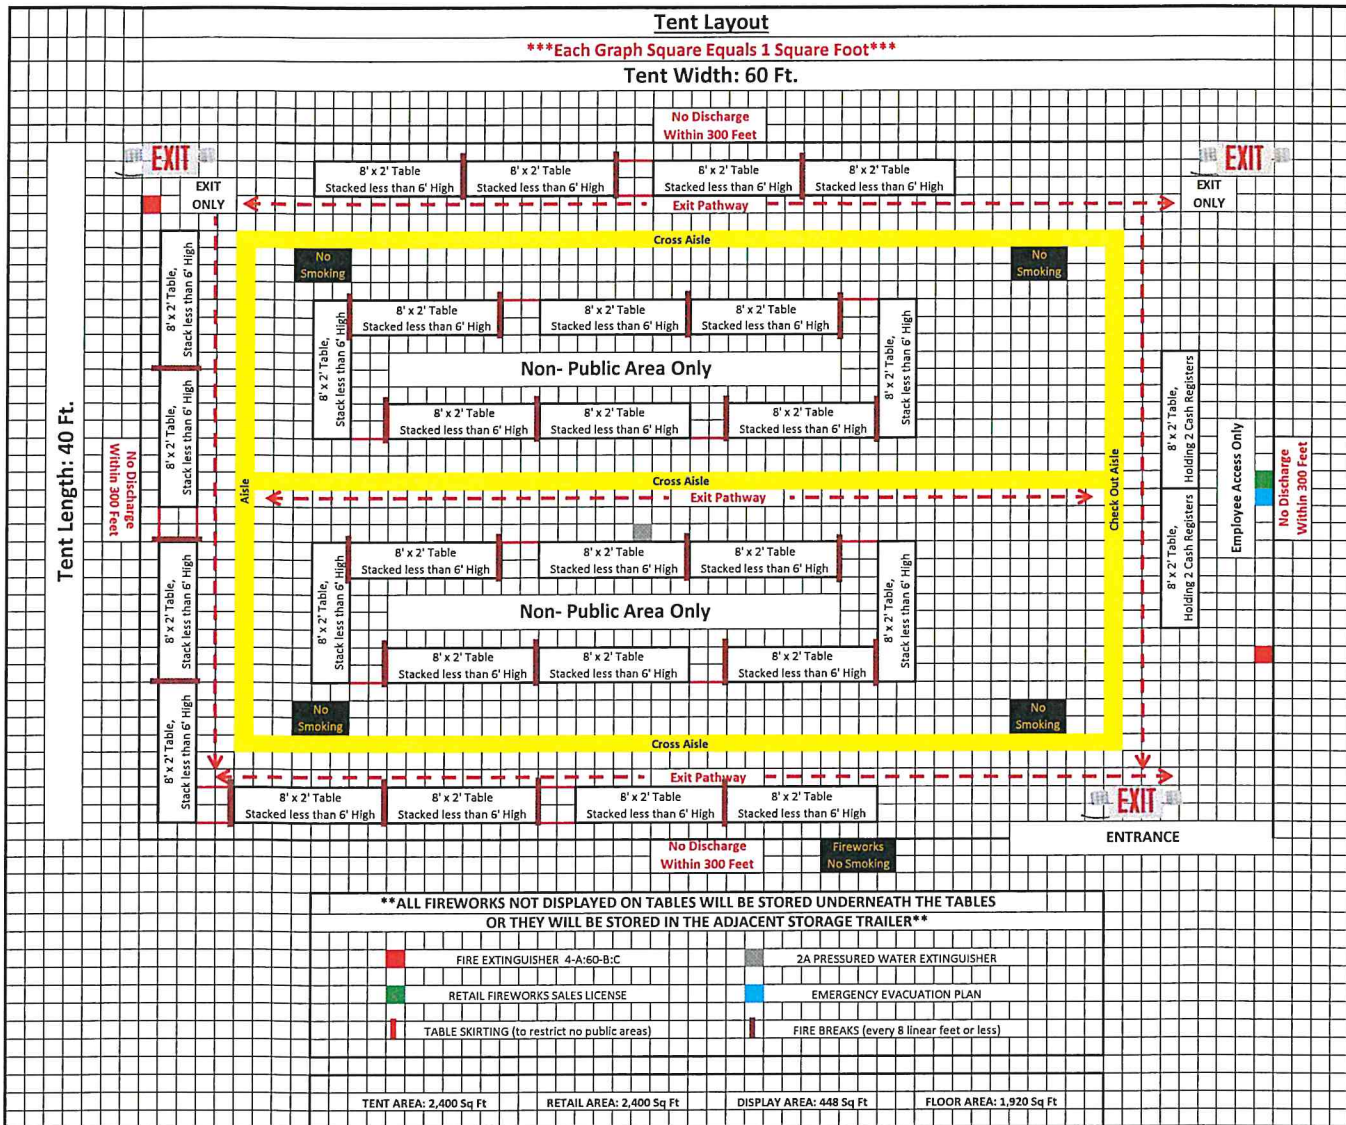 Tent Layout
***Each Graph Square Equals 1 Square Foot***
Tent Width: 60 Ft.
No Discharge
Within 300 Feet
EXIT
EXIT
EXIT
ONLY
EXIT
ONLY
8' x 2' Table
Stacked less than 6' High
8' x 2' Table
Stacked less than 6' High
8' x 2' Table
Stacked less than 6' High
8' x 2' Table
Stacked less than 6' High
Exit Pathway
Cross Aisle
No
Smoking
No
Smoking
8' x 2' Table,
Stack less than 6' High
8' x 2' Table,
Stack less than 6' High
8' x 2' Table
Stacked less than 6' High
8' x 2' Table
Stacked less than 6' High
8' x 2' Table
Stacked less than 6' High
8' x 2' Table,
Stack less than 6' High
Non- Public Area Only
8' x 2' Table
Stacked less than 6' High
8' x 2' Table
Stacked less than 6' High
8' x 2' Table
Stacked less than 6' High
8' x 2' Table,
Stack less than 6' High
Tent Length: 40 Ft.
No Discharge
Within 300 Feet
Aisle
Cross Aisle
Exit Pathway
Check Out Aisle
8' x 2' Table,
Holding 2 Cash Registers
8' x 2' Table,
Holding 2 Cash Registers
Employee Access Only
No Discharge
Within 300 Feet
8' x 2' Table,
Stack less than 6' High
8' x 2' Table,
Stack less than 6' High
8' x 2' Table
Stacked less than 6' High
8' x 2' Table
Stacked less than 6' High
8' x 2' Table
Stacked less than 6' High
8' x 2' Table,
Stack less than 6' High
Non- Public Area Only
8' x 2' Table
Stacked less than 6' High
8' x 2' Table
Stacked less than 6' High
8' x 2' Table
Stacked less than 6' High
8' x 2' Table,
Stack less than 6' High
No
Smoking
No
Smoking
Cross Aisle
Exit Pathway
8' x 2' Table
Stacked less than 6' High
8' x 2' Table
Stacked less than 6' High
8' x 2' Table
Stacked less than 6' High
8' x 2' Table
Stacked less than 6' High
EXIT
ENTRANCE
No Discharge
Within 300 Feet
Fireworks
No Smoking
**ALL FIREWORKS NOT DISPLAYED ON TABLES WILL BE STORED UNDERNEATH THE TABLES
OR THEY WILL BE STORED IN THE ADJACENT STORAGE TRAILER**
FIRE EXTINGUISHER 4-A:60-B:C
2A PRESSURED WATER EXTINGUISHER
RETAIL FIREWORKS SALES LICENSE
EMERGENCY EVACUATION PLAN
TABLE SKIRTING (to restrict no public areas)
FIRE BREAKS (every 8 linear feet or less)
TENT AREA: 2,400 Sq Ft
RETAIL AREA: 2,400 Sq Ft
DISPLAY AREA: 448 Sq Ft
FLOOR AREA: 1,920 Sq Ft